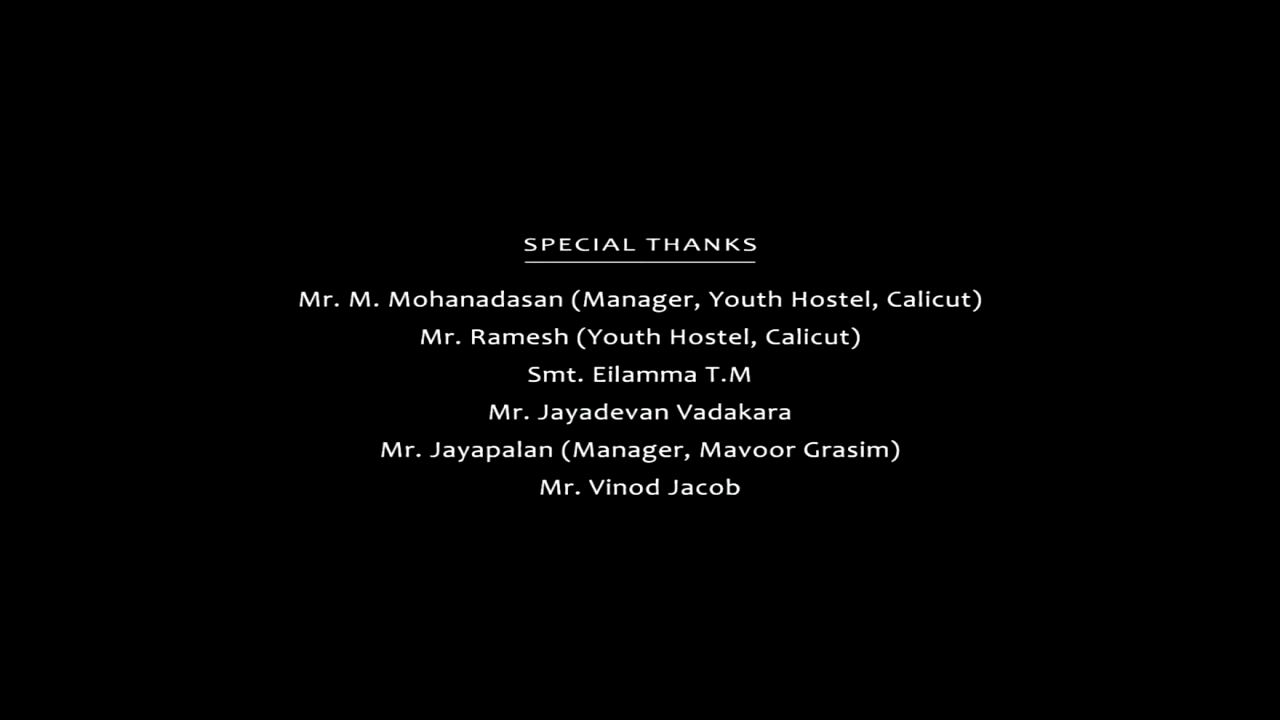 SPECIAL THANKS
Mr. M. Mohanadasan (Manager, Youth Hostel, Calicut)
Mr. Ramesh (Youth Hostel, Calicut)
Smt. Eilamma T.M
Mr. Jayadevan Vadakara
Mr. Jayapalan (Manager, Mavoor Grasim)
Mr. Vinod Jacob